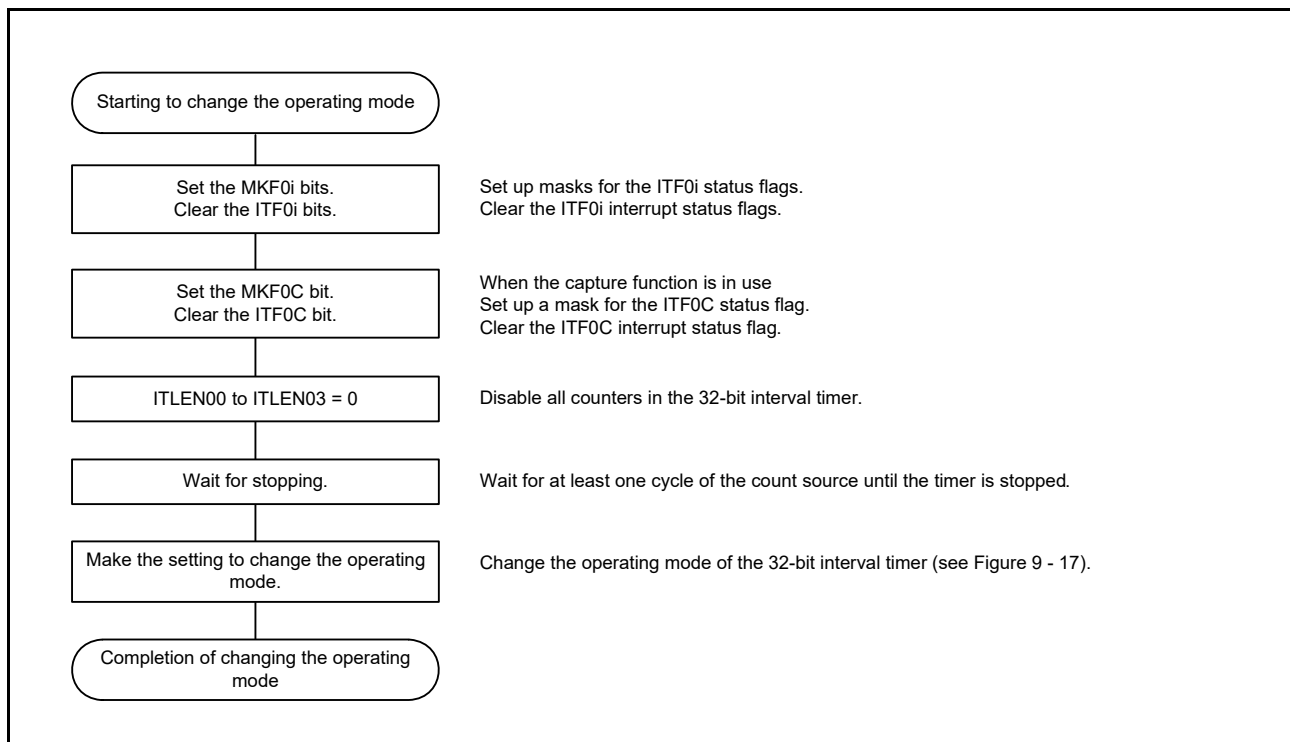 Starting to change the operating mode
Set the MKF0i bits.
Clear the ITF0i bits.
Set up masks for the ITF0i status flags.
Clear the ITF0i interrupt status flags.
Set the MKF0C bit.
Clear the ITF0C bit.
When the capture function is in use
Set up a mask for the ITF0C status flag.
Clear the ITF0C interrupt status flag.
ITLEN00 to ITLEN03 = 0
Disable all counters in the 32-bit interval timer.
Wait for stopping.
Wait for at least one cycle of the count source until the timer is stopped.
Make the setting to change the operating
mode.
Change the operating mode of the 32-bit interval timer (see Figure 9 - 17).
Completion of changing the operating
mode